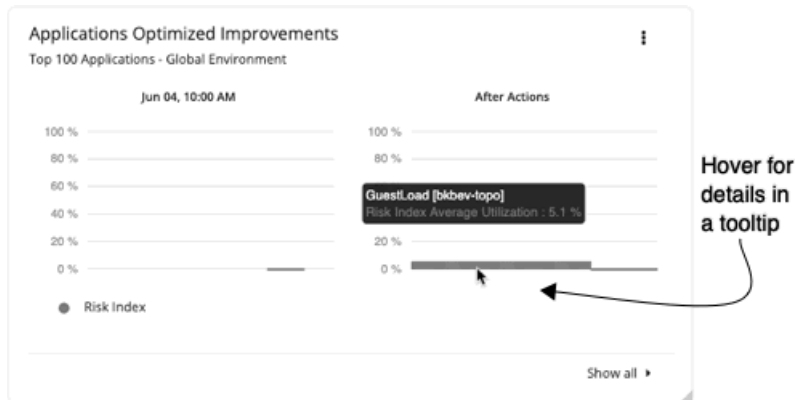 Applications Optimized Improvements
Top 100 Applications - Global Environment
Jun 04, 10:00 AM
100 %
80 %
60 %
40 %
20 %
0 %
Risk Index
After Actions
100 %
80 %
GuestLoad [bkbev-topo]
Risk Index Average Utilization : 5.1 %
20 %
0 %
Hover for
details in
a tooltip
Show all